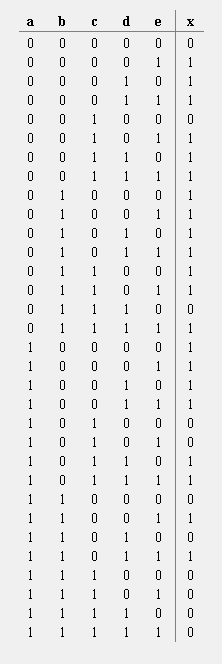 a b c d e x
0 0 0 0 0 0
0 0 0 0 1 1
0 0 0 1 0 1
0 0 0 1 1 1
0 0 1 0 0 0
0 0 1 0 1 1
0 0 1 1 0 1
0 0 1 1 1 1
0 1 0 0 0 1
0 1 0 0 1 1
0 1 0 1 0 1
0 1 0 1 1 1
0 1 1 0 0 1
0 1 1 0 1 1
0 1 1 1 0 0
0 1 1 1 1 1
1 0 0 0 0 1
1 0 0 0 1 1
1 0 0 1 0 1
1 0 0 1 1 1
1 0 1 0 0 0
1 0 1 0 1 0
1 0 1 1 0 1
1 0 1 1 1 1
1 1 0 0 0 0
1 1 0 0 1 1
1 1 0 1 0 0
1 1 0 1 1 1
1 1 1 0 0 0
1 1 1 0 1 0
1 1 1 1 0 0
1 1 1 1 1 0